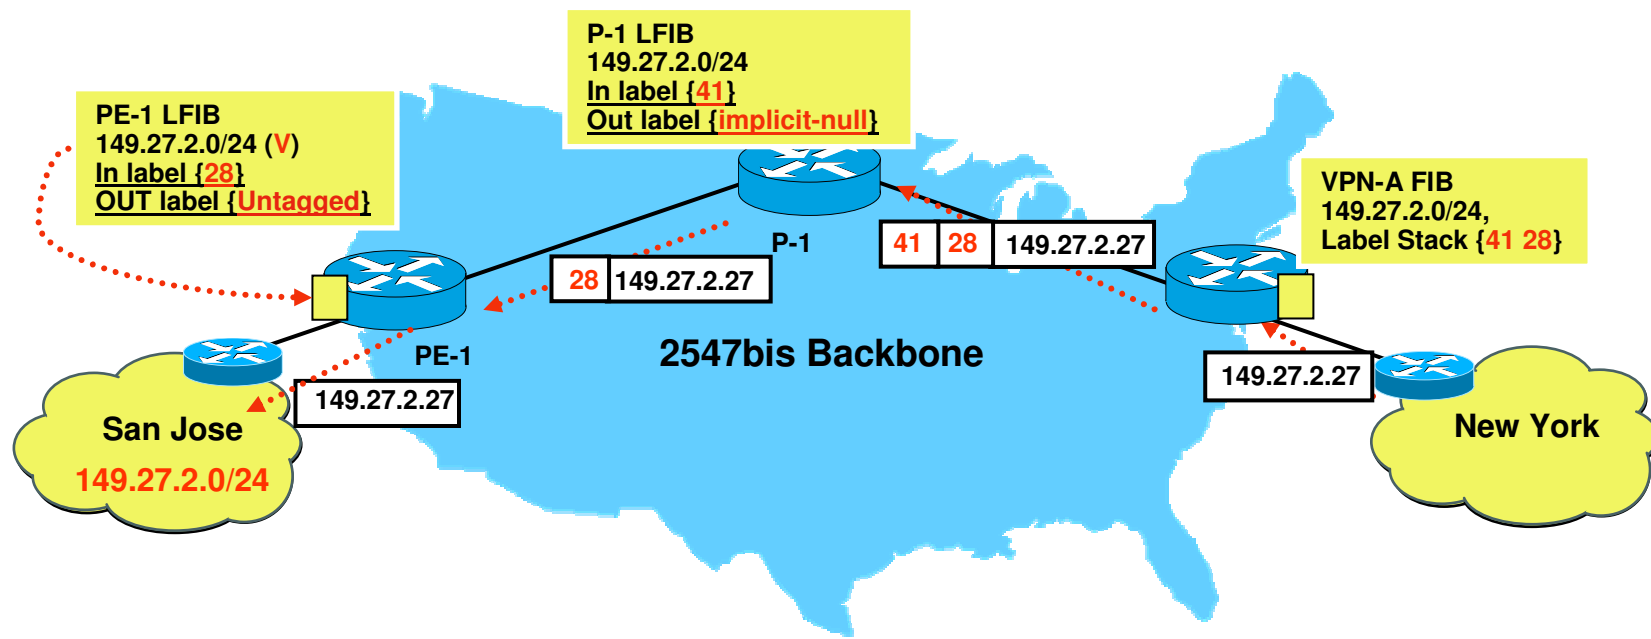 P-1 LFIB
149.27.2.0/24
In label {41}
Out label {implicit-null}
PE-1 LFIB
149.27.2.0/24 (V)
In label {28}
OUT label {Untagged}
VPN-A FIB
149.27.2.0/24,
Label Stack {41 28}
P-1
41 28 149.27.2.27
28 149.27.2.27
PE-1
2547bis Backbone
149.27.2.27
149.27.2.27
San Jose
149.27.2.0/24
New York